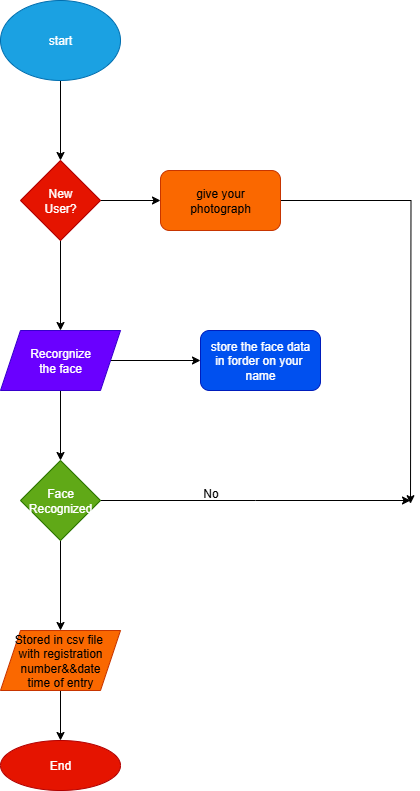 start
New
User?
give your
photograph
Recorgnize
the face
store the face data
in forder on your
name
Face
Recognized
No
Stored in csv file
with registration
number&&date
time of entry
End